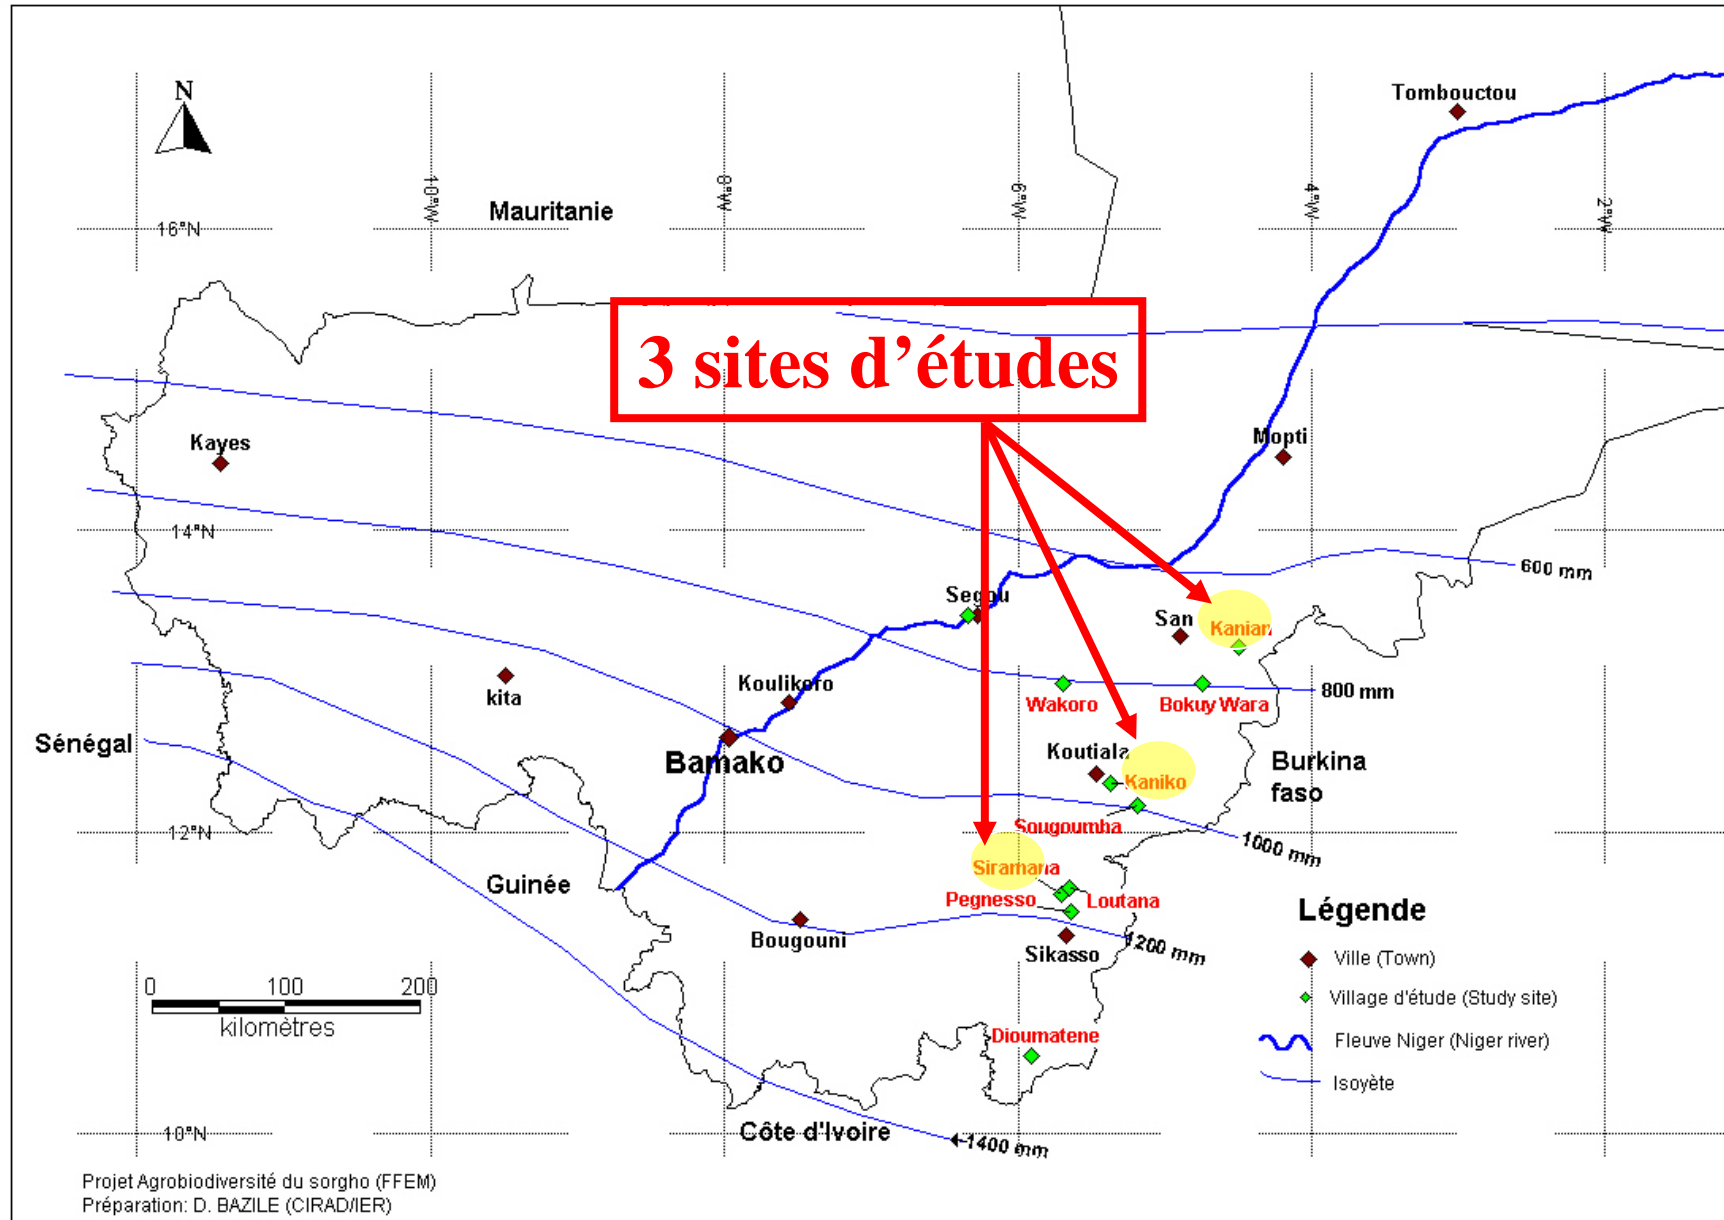 N
Tombouctou
10°W
8°W
6°W
4°W
2°W
Mauritanie
16°N
3 sites d'études
Kayes
Mopti
14°N
600 mm
Segou
San
Kanian
kita
Koulikoro
Wakoro
Bokuy Wara
800 mm
Sénégal
Bamako
Koutiala
Kaniko
Burkina
faso
Sougoumba
12°N
1000 mm
Siramana
Guinée
Pegnesso
Loutana
Bougouni
Sikasso
1200 mm
Légende
Ville (Town)
Village d'étude (Study site)
Fleuve Niger (Niger river)
Isoyète
0 100 200
kilomètres
Dioumatene
10°N
Côte d'Ivoire
1400 mm
Projet Agrobiodiversité du sorgho (FFEM)
Préparation: D. BAZILE (CIRAD/IER)